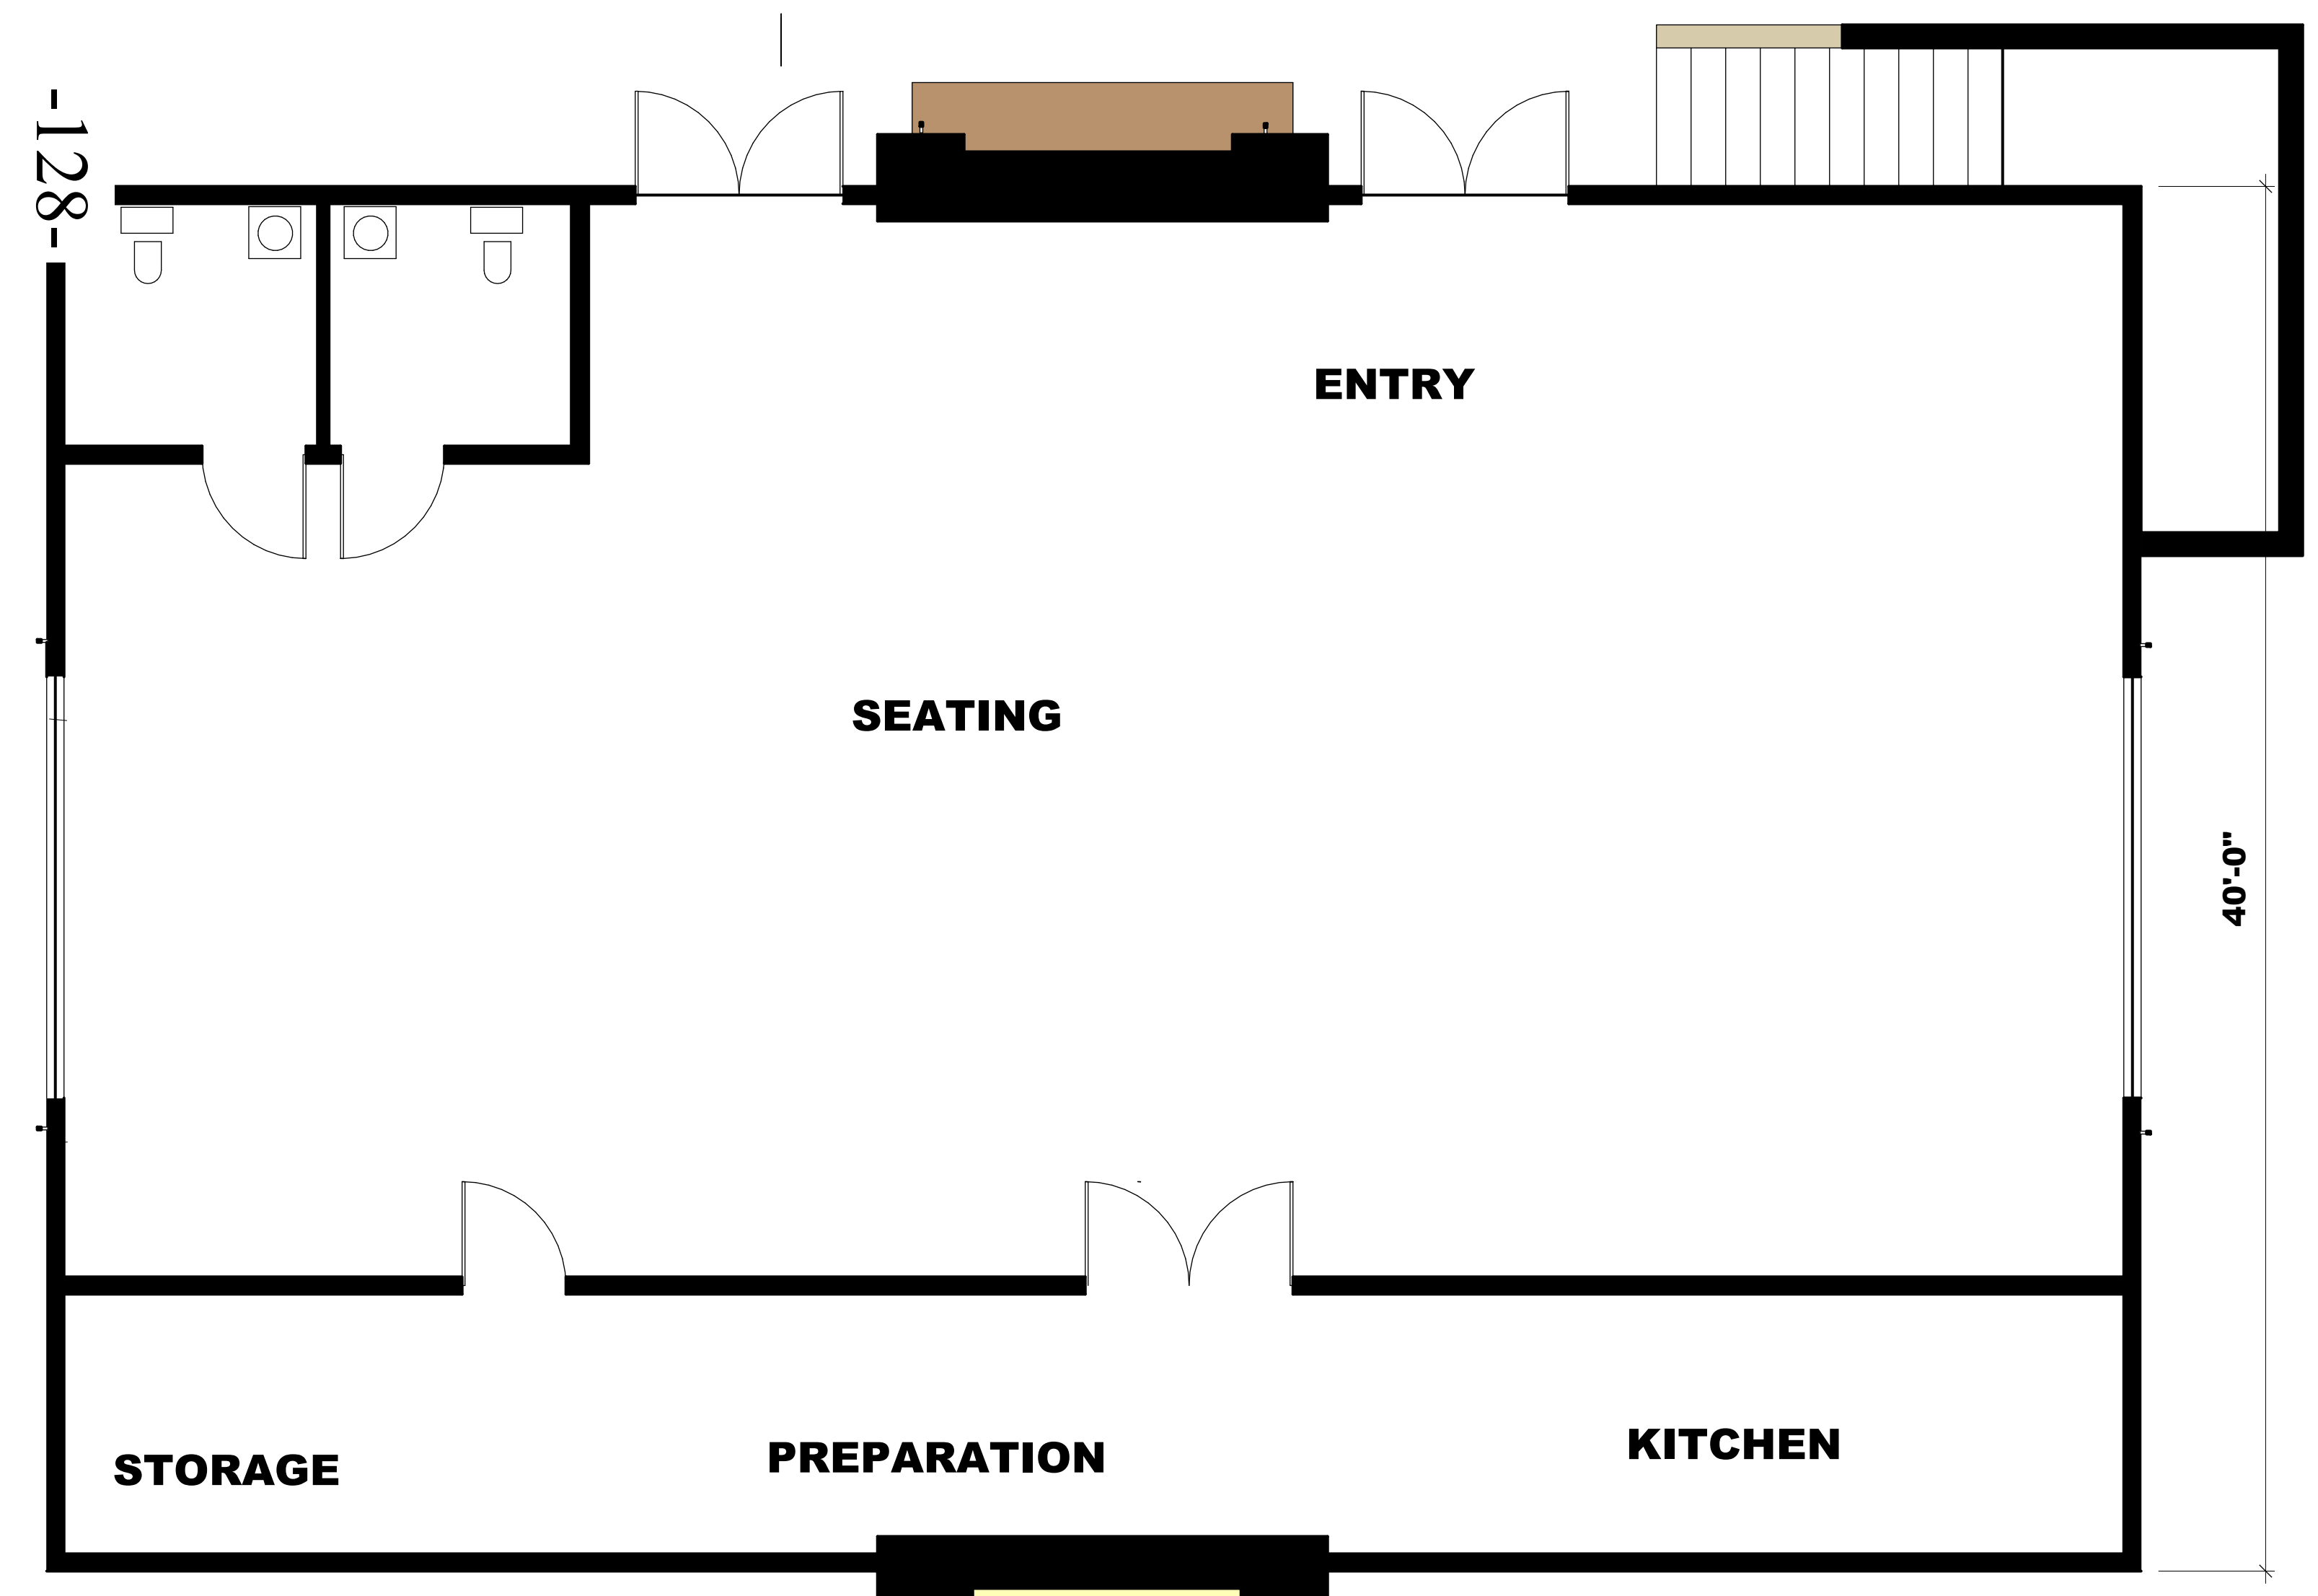 -128-
ENTRY
SEATING
40'-0"
STORAGE
PREPARATION
KITCHEN